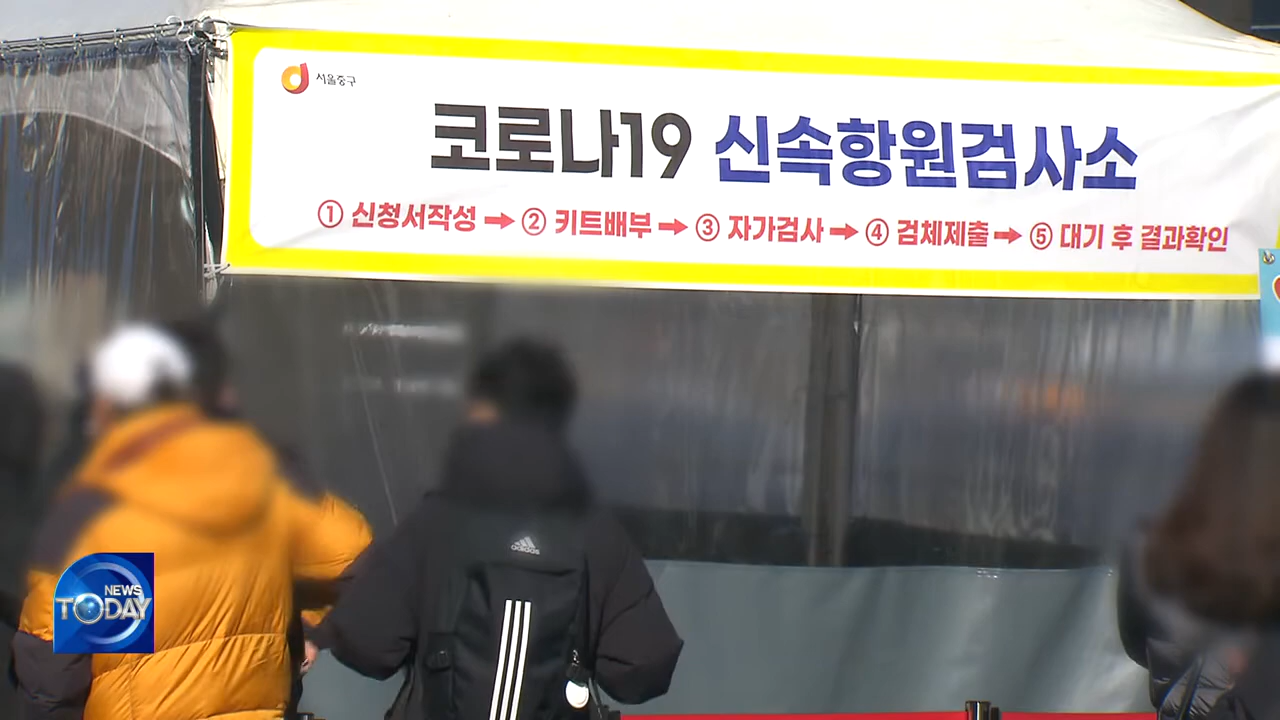 서울중구
코로나19 신속항원검사소
① 신청서작성 ➡ ② 키트배부 ➡ ③ 자가검사 ➡ ④ 검체제출 ➡ ⑤ 대기 후 결과확인
adidas
NEWS
TODAY